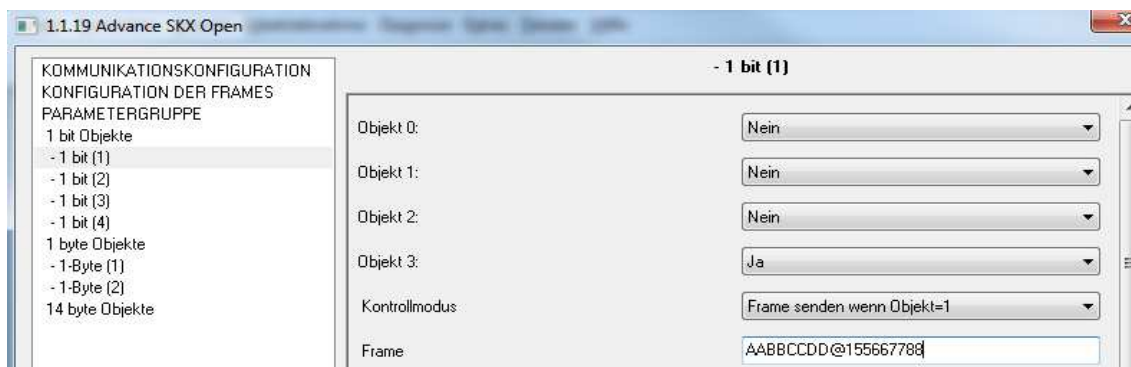 1.1.19 Advance SKX Open
KOMMUNIKATIONSKONFIGURATION
KONFIGURATION DER FRAMES
PARAMETERGRUPPE
1 bit Objekte
- 1 bit (1)
- 1 bit (2)
- 1 bit (3)
- 1 bit (4)
1 byte Objekte
- 1-Byte (1)
- 1-Byte (2)
14 byte Objekte
- 1 bit (1)
Objekt 0: Nein
Objekt 1: Nein
Objekt 2: Nein
Objekt 3: Ja
Kontrollmodus Frame senden wenn Objekt=1
Frame AABBCCDD@155667788